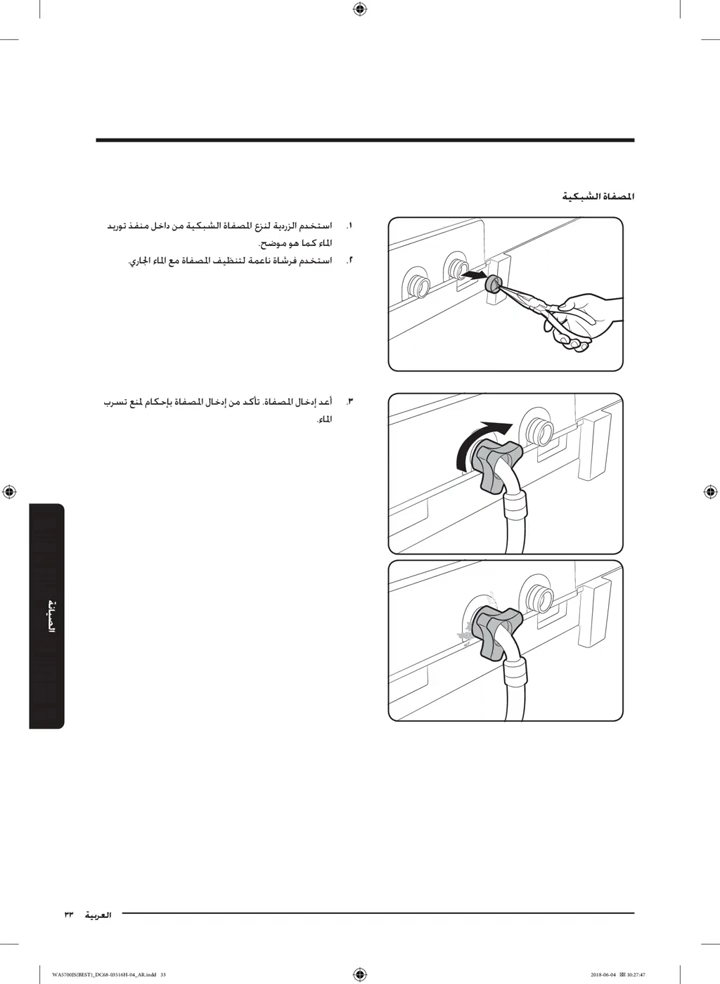 المصفاة الشبكية
١. استخدم الزردية لنزع المصفاة الشبكية من داخل منفذ توريد
الماء كما هو موضح.
٢. استخدم فرشاة ناعمة لتنظيف المصفاة مع الماء الجاري.
٣. أعد إدخال المصفاة، تأكد من إدخال المصفاة بإحكام لمنع تسرب
الماء.
الصيانة
العربية ٣٣
WA5700JS(BEST)_DC68-03516H-04_AR.indd 33
2018-06-04 10:27:47